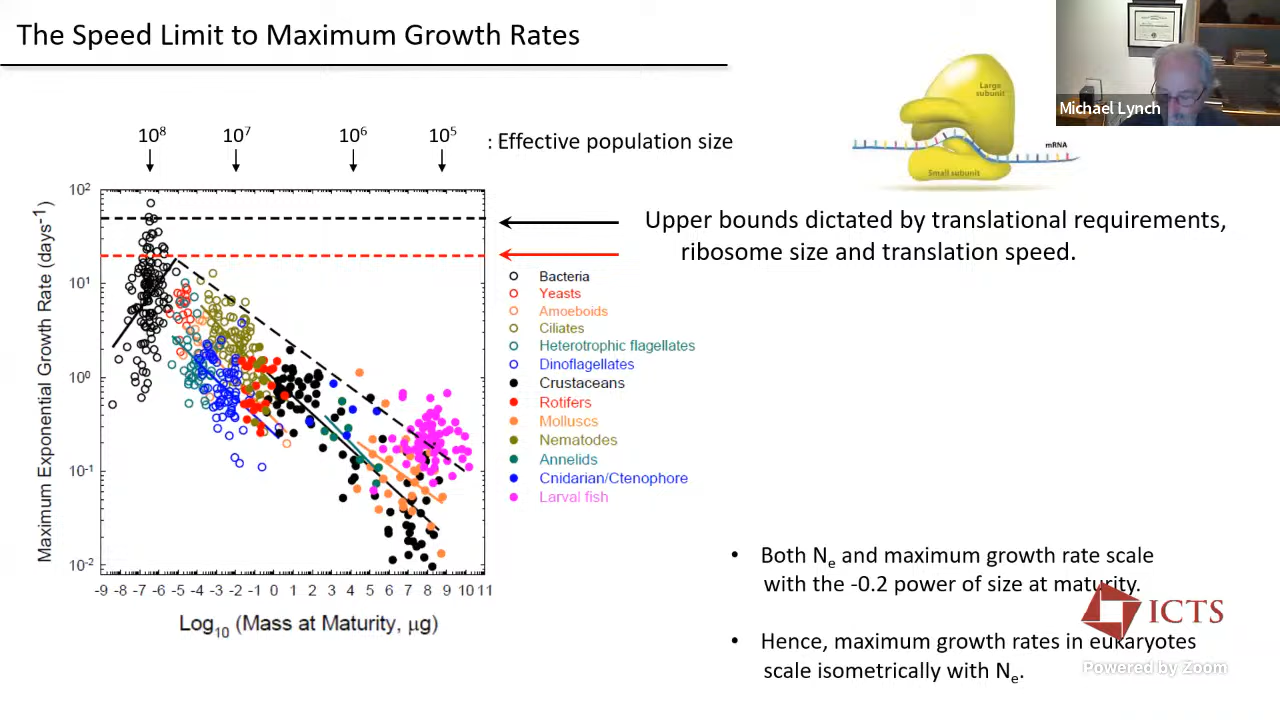 The Speed Limit to Maximum Growth Rates
Michael Lynch
Large
subunit
mRNA
Small subunit
10⁸ 10⁷ 10⁶ 10⁵ : Effective population size
Upper bounds dictated by translational requirements,
ribosome size and translation speed.
Maximum Exponential Growth Rate (days⁻¹)
10²
10¹
10⁰
10⁻¹
10⁻²
-9 -8 -7 -6 -5 -4 -3 -2 -1 0 1 2 3 4 5 6 7 8 9 10 11
Log₁₀ (Mass at Maturity, μg)
Bacteria
Yeasts
Amoeboids
Ciliates
Heterotrophic flagellates
Dinoflagellates
Crustaceans
Rotifers
Molluscs
Nematodes
Annelids
Cnidarian/Ctenophore
Larval fish
• Both Nₑ and maximum growth rate scale
with the -0.2 power of size at maturity.
• Hence, maximum growth rates in eukaryotes
scale isometrically with Nₑ.
ICTS
Powered by Zoom